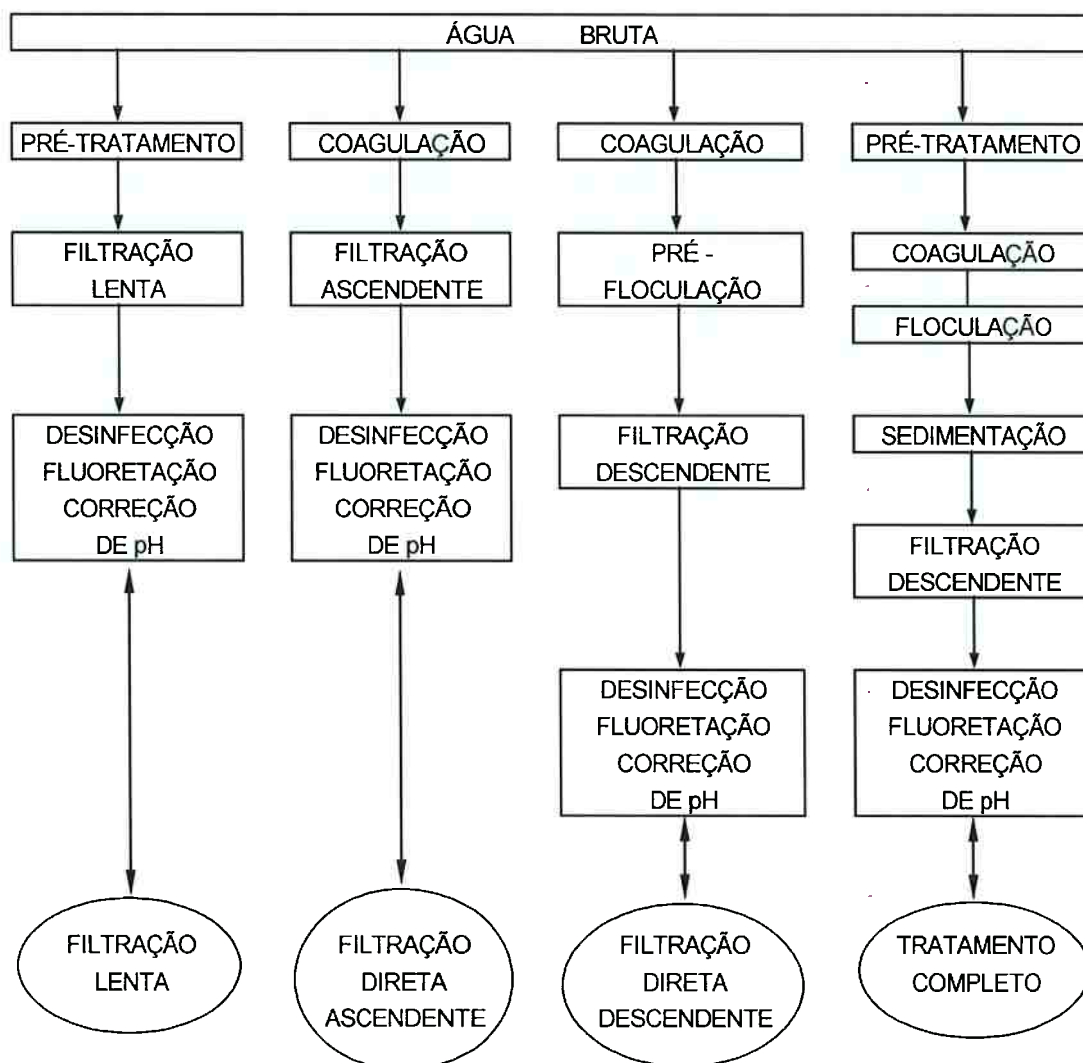 ÁGUA BRUTA
PRÉ-TRATAMENTO
FILTRAÇÃO
LENTA
DESINFECÇÃO
FLUORETAÇÃO
CORREÇÃO
DE pH
FILTRAÇÃO
LENTA
COAGULAÇÃO
FILTRAÇÃO
ASCENDENTE
DESINFECÇÃO
FLUORETAÇÃO
CORREÇÃO
DE pH
FILTRAÇÃO
DIRETA
ASCENDENTE
COAGULAÇÃO
PRÉ -
FLOCULAÇÃO
FILTRAÇÃO
DESCENDENTE
DESINFECÇÃO
FLUORETAÇÃO
CORREÇÃO
DE pH
FILTRAÇÃO
DIRETA
DESCENDENTE
PRÉ-TRATAMENTO
COAGULAÇÃO
FLOCULAÇÃO
SEDIMENTAÇÃO
FILTRAÇÃO
DESCENDENTE
DESINFECÇÃO
FLUORETAÇÃO
CORREÇÃO
DE pH
TRATAMENTO
COMPLETO